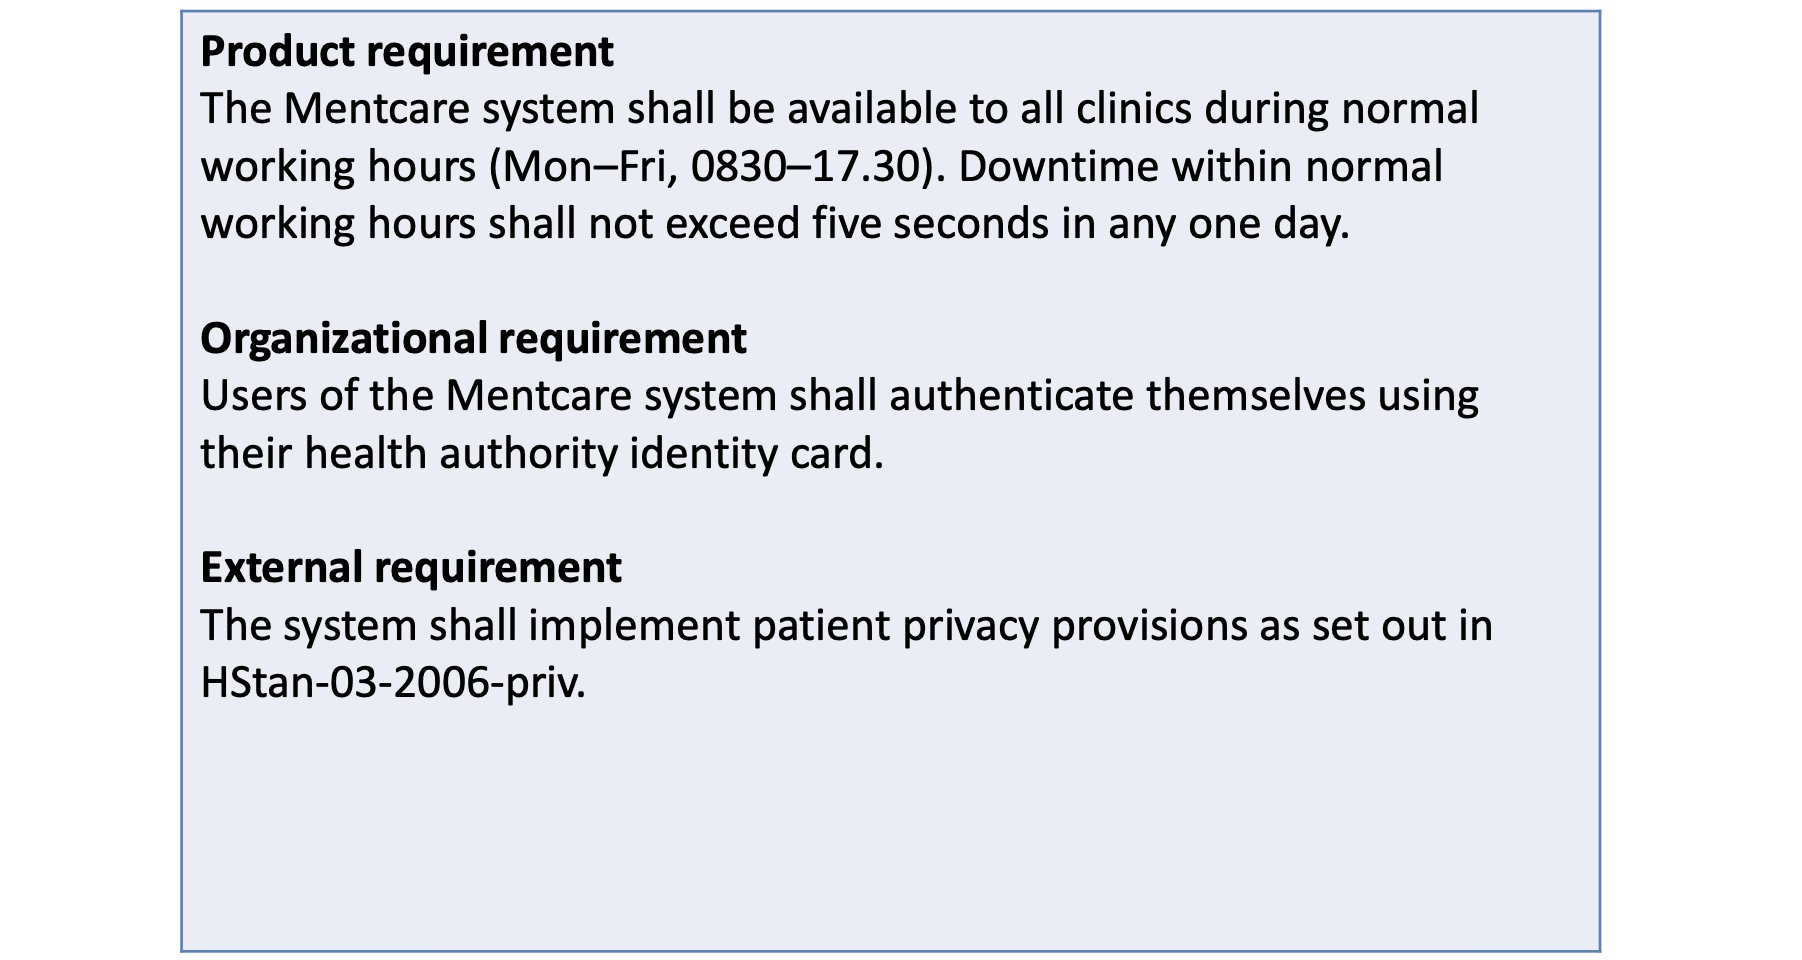 Product requirement
The Mentcare system shall be available to all clinics during normal
working hours (Mon–Fri, 0830–17.30). Downtime within normal
working hours shall not exceed five seconds in any one day.
Organizational requirement
Users of the Mentcare system shall authenticate themselves using
their health authority identity card.
External requirement
The system shall implement patient privacy provisions as set out in
HStan-03-2006-priv.